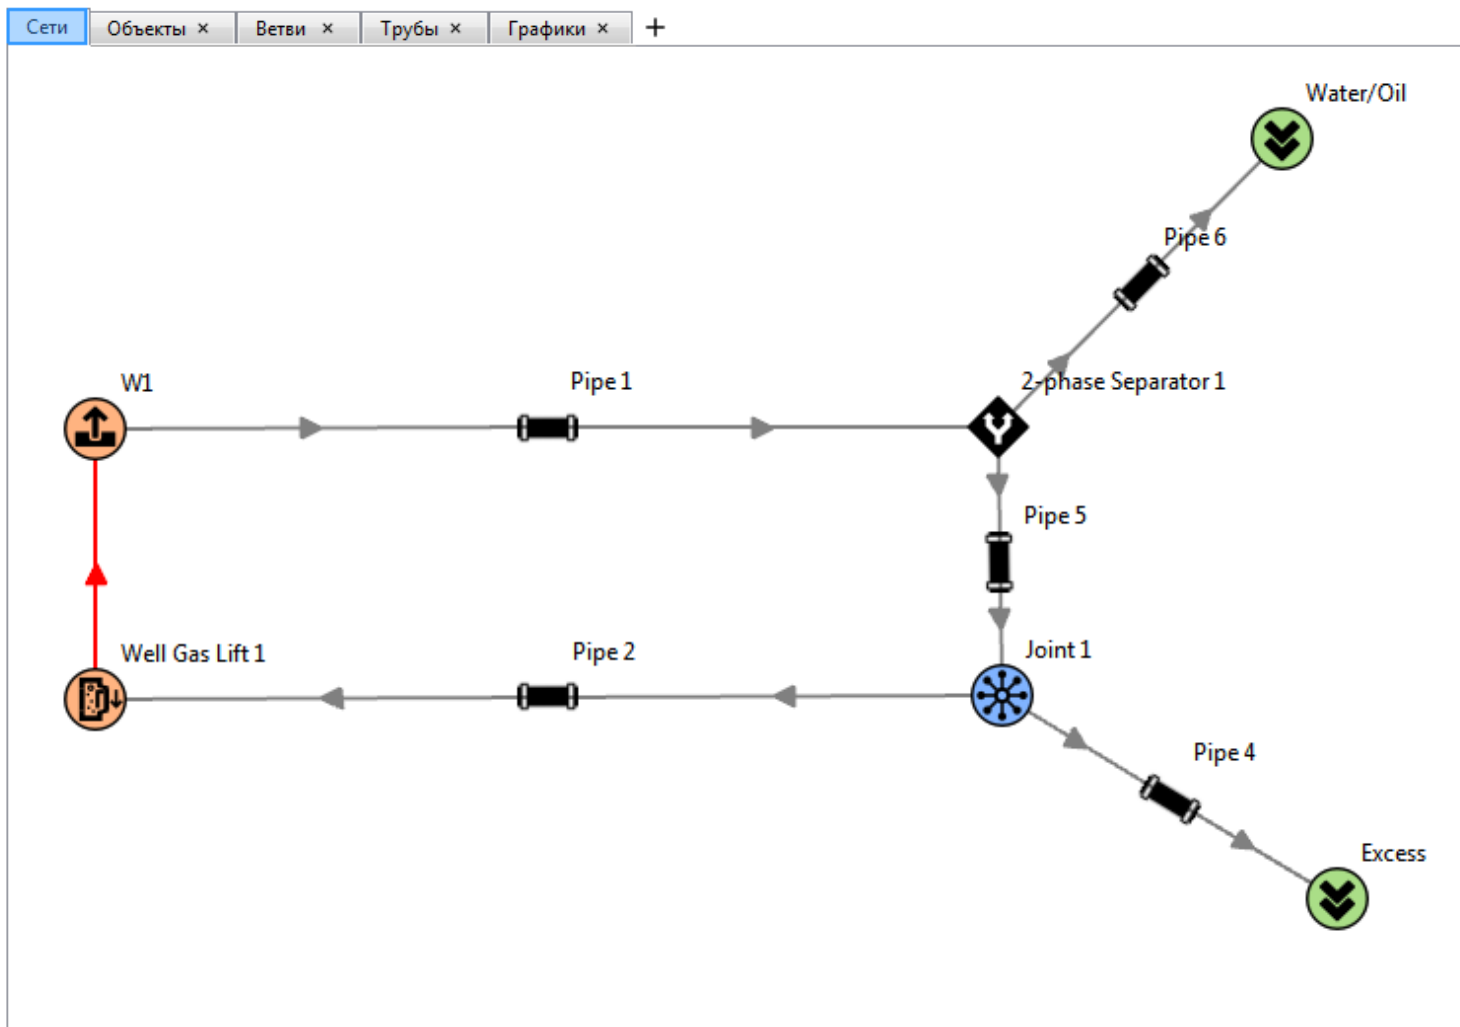 Сети Объекты × Ветви × Трубы × Графики × +
Water/Oil
Pipe 6
W1
Pipe 1
2-phase Separator 1
Pipe 5
Well Gas Lift 1
Pipe 2
Joint 1
Pipe 4
Excess